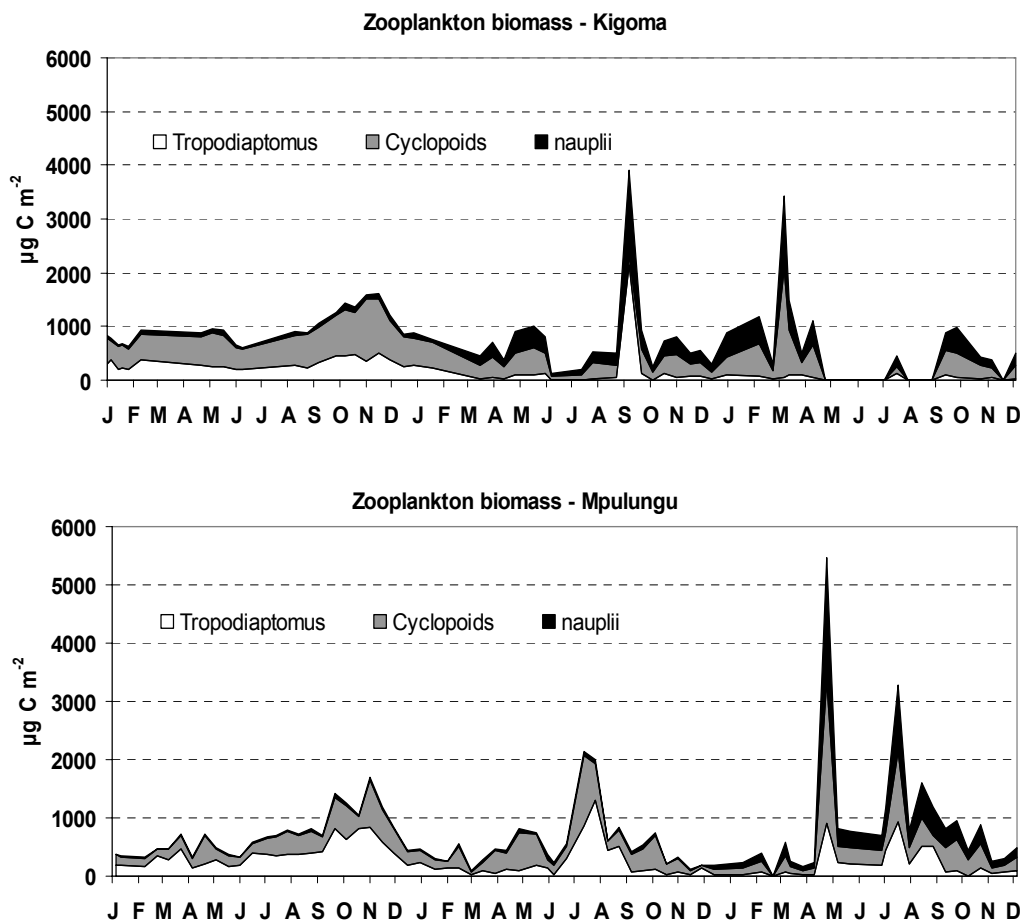 Zooplankton biomass - Kigoma
6000
5000
4000
3000
2000
1000
0
µg C m⁻²
Tropodiaptomus Cyclopoids nauplii
J F M A M J J A S O N D J F M A M J J A S O N D J F M A M J J A S O N D
Zooplankton biomass - Mpulungu
6000
5000
4000
3000
2000
1000
0
µg C m⁻²
Tropodiaptomus Cyclopoids nauplii
J F M A M J J A S O N D J F M A M J J A S O N D J F M A M J J A S O N D